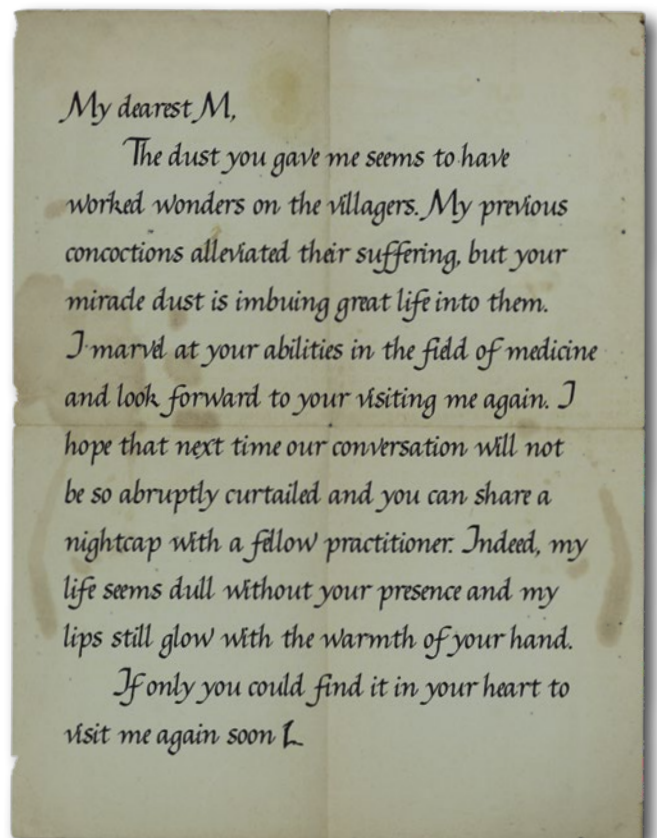 My dearest M,
The dust you gave me seems to have
worked wonders on the villagers. My previous
concoctions alleviated their suffering, but your
miracle dust is imbuing great life into them.
I marvel at your abilities in the field of medicine
and look forward to your visiting me again. I
hope that next time our conversation will not
be so abruptly curtailed and you can share a
nightcap with a fellow practitioner. Indeed, my
life seems dull without your presence and my
lips still glow with the warmth of your hand.
If only you could find it in your heart to
visit me again soon L